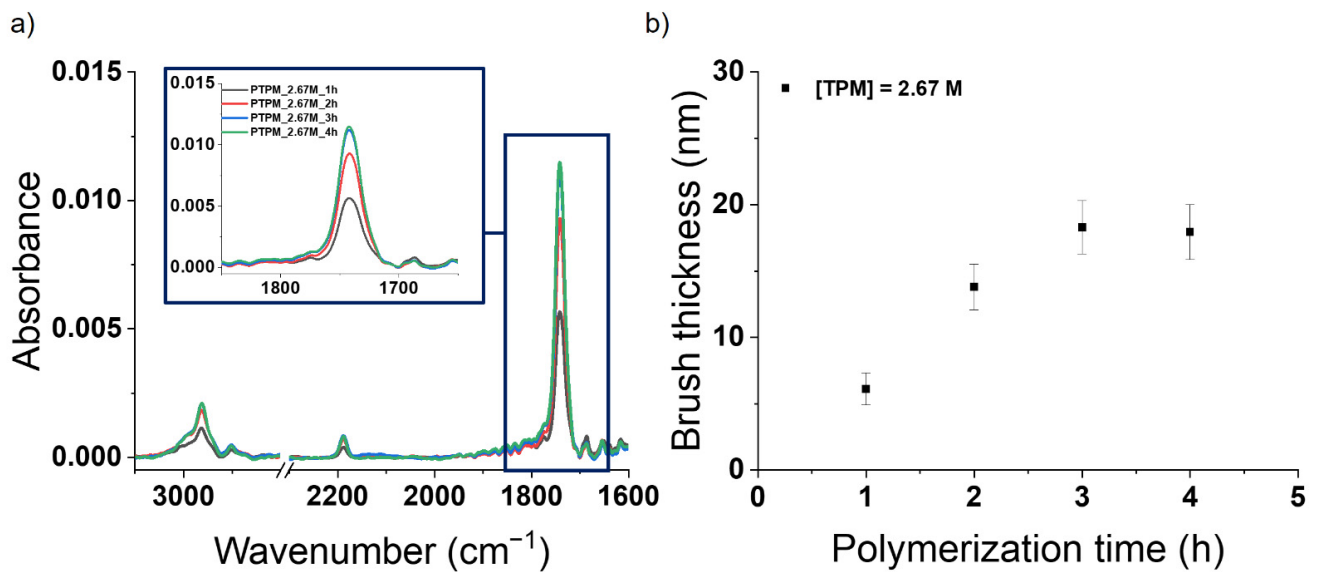 a)
0.015
0.010
0.005
0.000
Absorbance
0.015
0.010
0.005
0.000
PTPM_2.67M_1h
PTPM_2.67M_2h
PTPM_2.67M_3h
PTPM_2.67M_4h
1800 1700
3000 2200 2000 1800 1600
Wavenumber (cm⁻¹)
b)
30
20
10
0
Brush thickness (nm)
[TPM] = 2.67 M
0 1 2 3 4 5
Polymerization time (h)